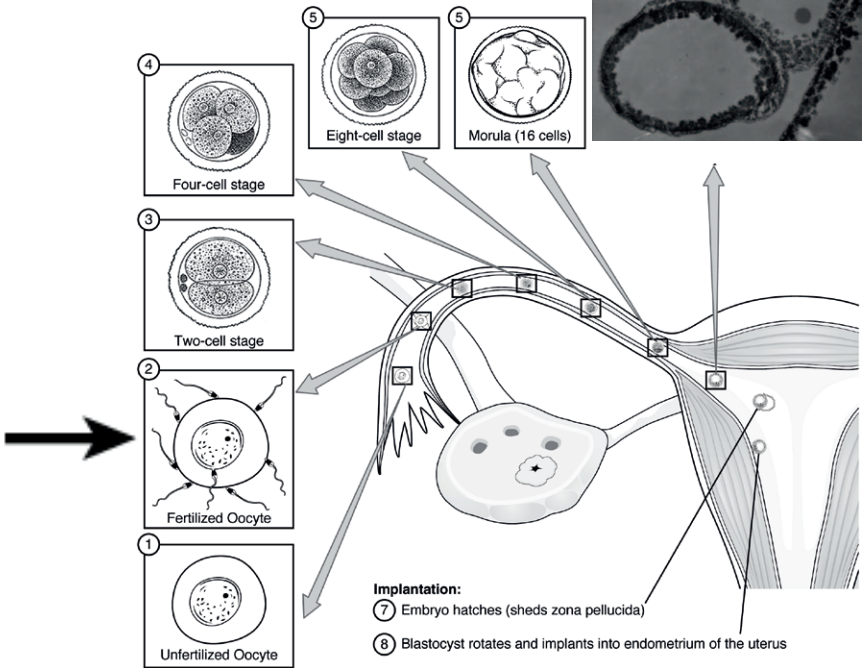 5
Eight-cell stage
5
Morula (16 cells)
4
Four-cell stage
3
Two-cell stage
2
Fertilized Oocyte
1
Unfertilized Oocyte
Implantation:
7 Embryo hatches (sheds zona pellucida)
8 Blastocyst rotates and implants into endometrium of the uterus